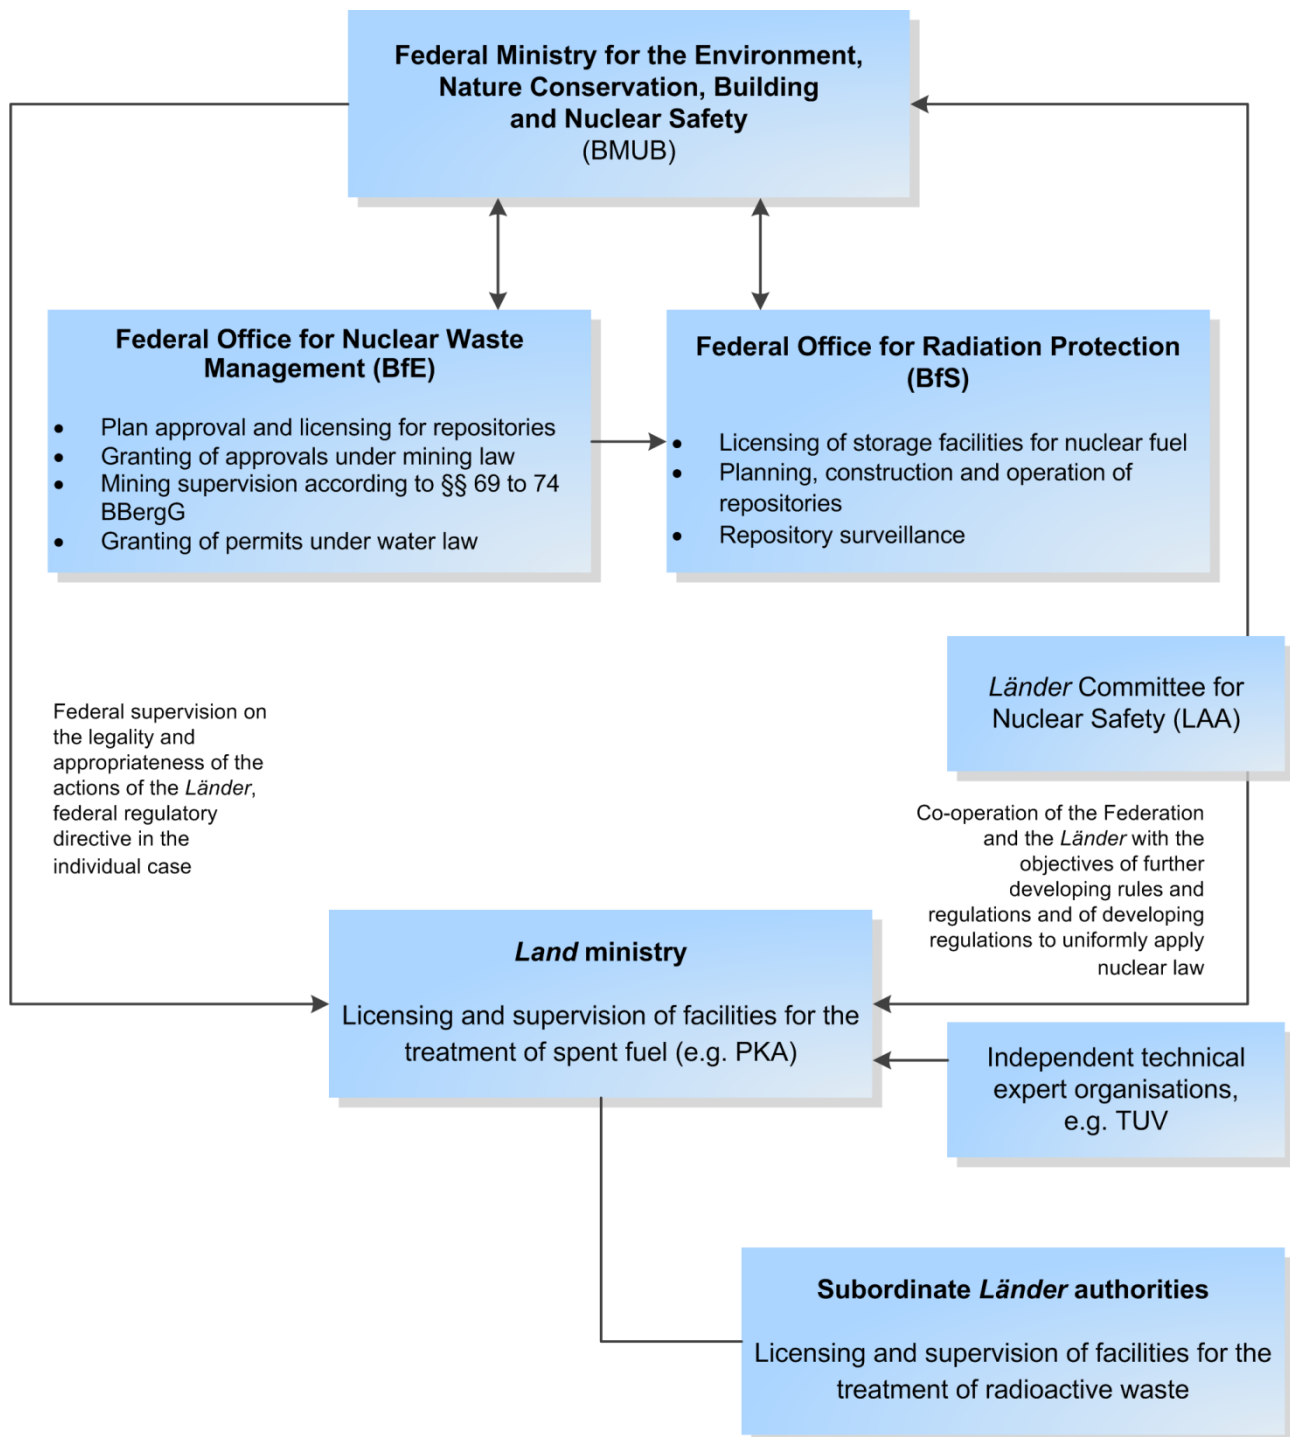 Federal Ministry for the Environment,
Nature Conservation, Building
and Nuclear Safety
(BMUB)
Federal Office for Nuclear Waste
Management (BfE)
• Plan approval and licensing for repositories
• Granting of approvals under mining law
• Mining supervision according to §§ 69 to 74
BBergG
• Granting of permits under water law
Federal Office for Radiation Protection
(BfS)
• Licensing of storage facilities for nuclear fuel
• Planning, construction and operation of
repositories
• Repository surveillance
Länder Committee for
Nuclear Safety (LAA)
Federal supervision on
the legality and
appropriateness of the
actions of the Länder,
federal regulatory
directive in the
individual case
Co-operation of the Federation
and the Länder with the
objectives of further
developing rules and
regulations and of developing
regulations to uniformly apply
nuclear law
Land ministry
Licensing and supervision of facilities for the
treatment of spent fuel (e.g. PKA)
Independent technical
expert organisations,
e.g. TUV
Subordinate Länder authorities
Licensing and supervision of facilities for the
treatment of radioactive waste